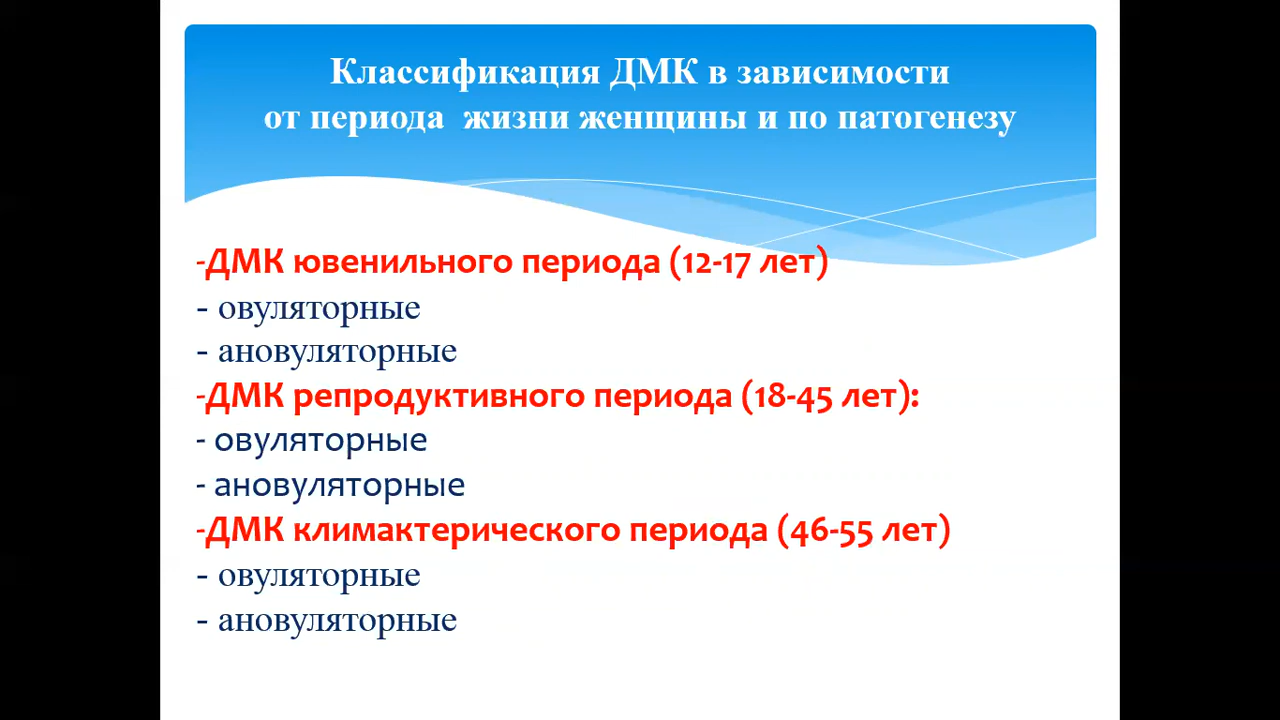 Классификация ДМК в зависимости
от периода жизни женщины и по патогенезу
-ДМК ювенильного периода (12-17 лет)
- овуляторные
- ановуляторные
-ДМК репродуктивного периода (18-45 лет):
- овуляторные
- ановуляторные
-ДМК климактерического периода (46-55 лет)
- овуляторные
- ановуляторные